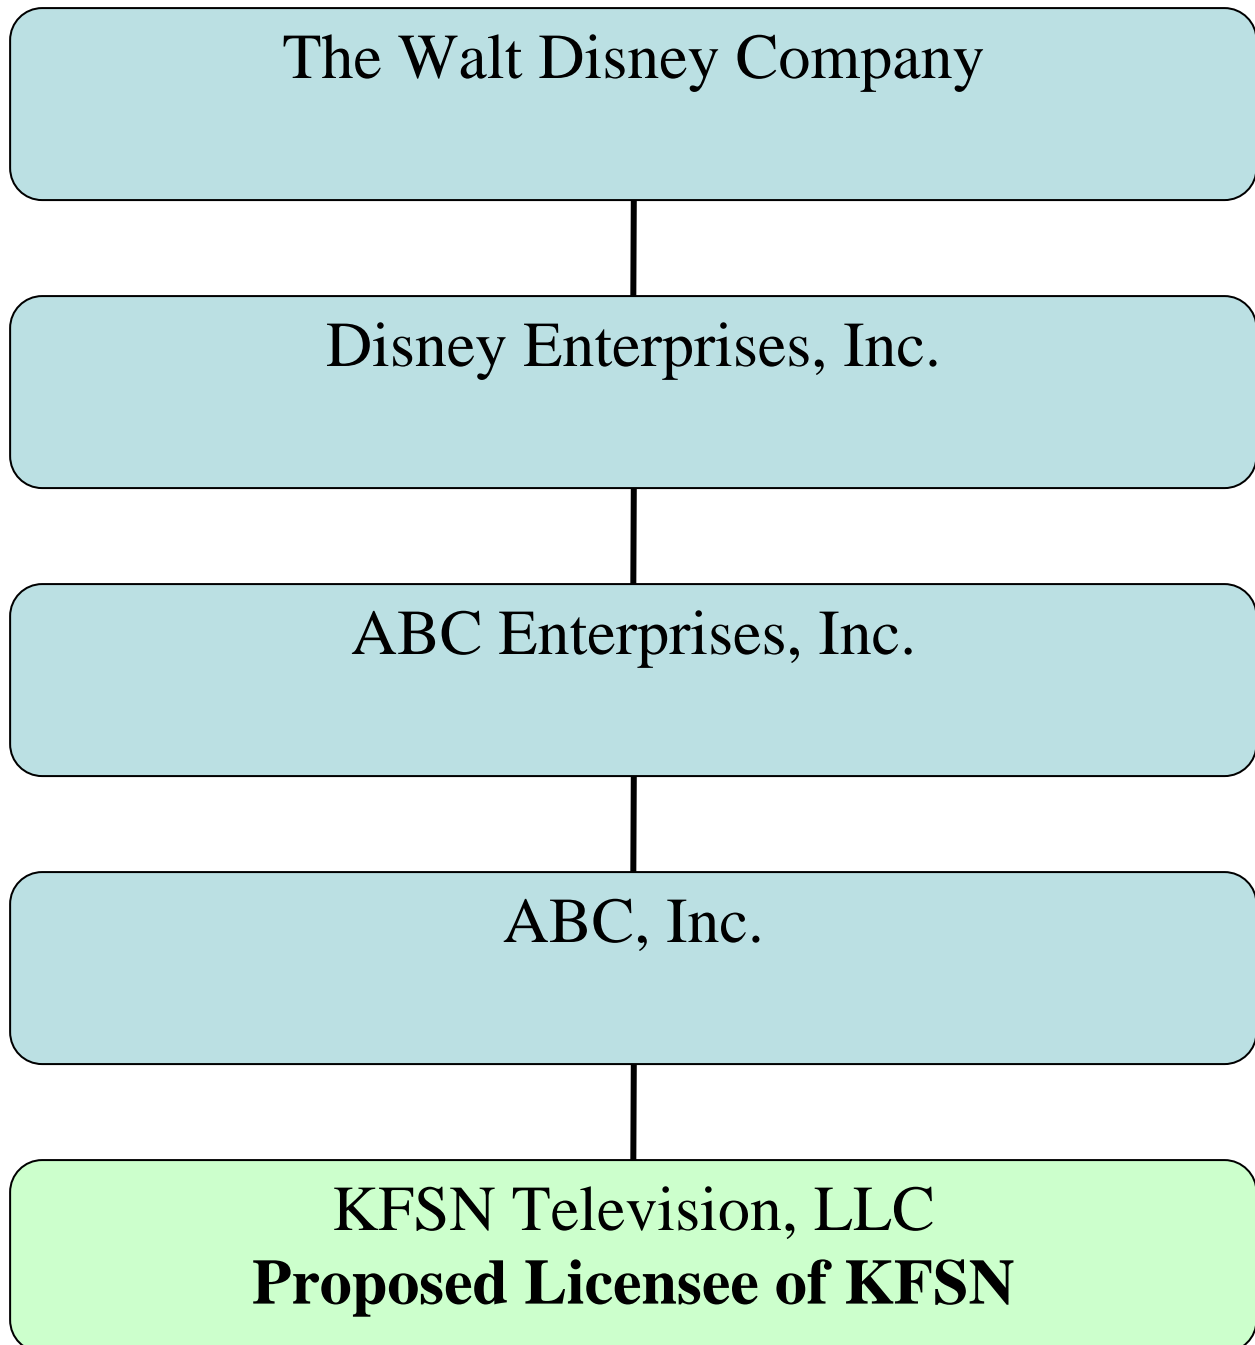 The Walt Disney Company
Disney Enterprises, Inc.
ABC Enterprises, Inc.
ABC, Inc.
KFSN Television, LLC
Proposed Licensee of KFSN